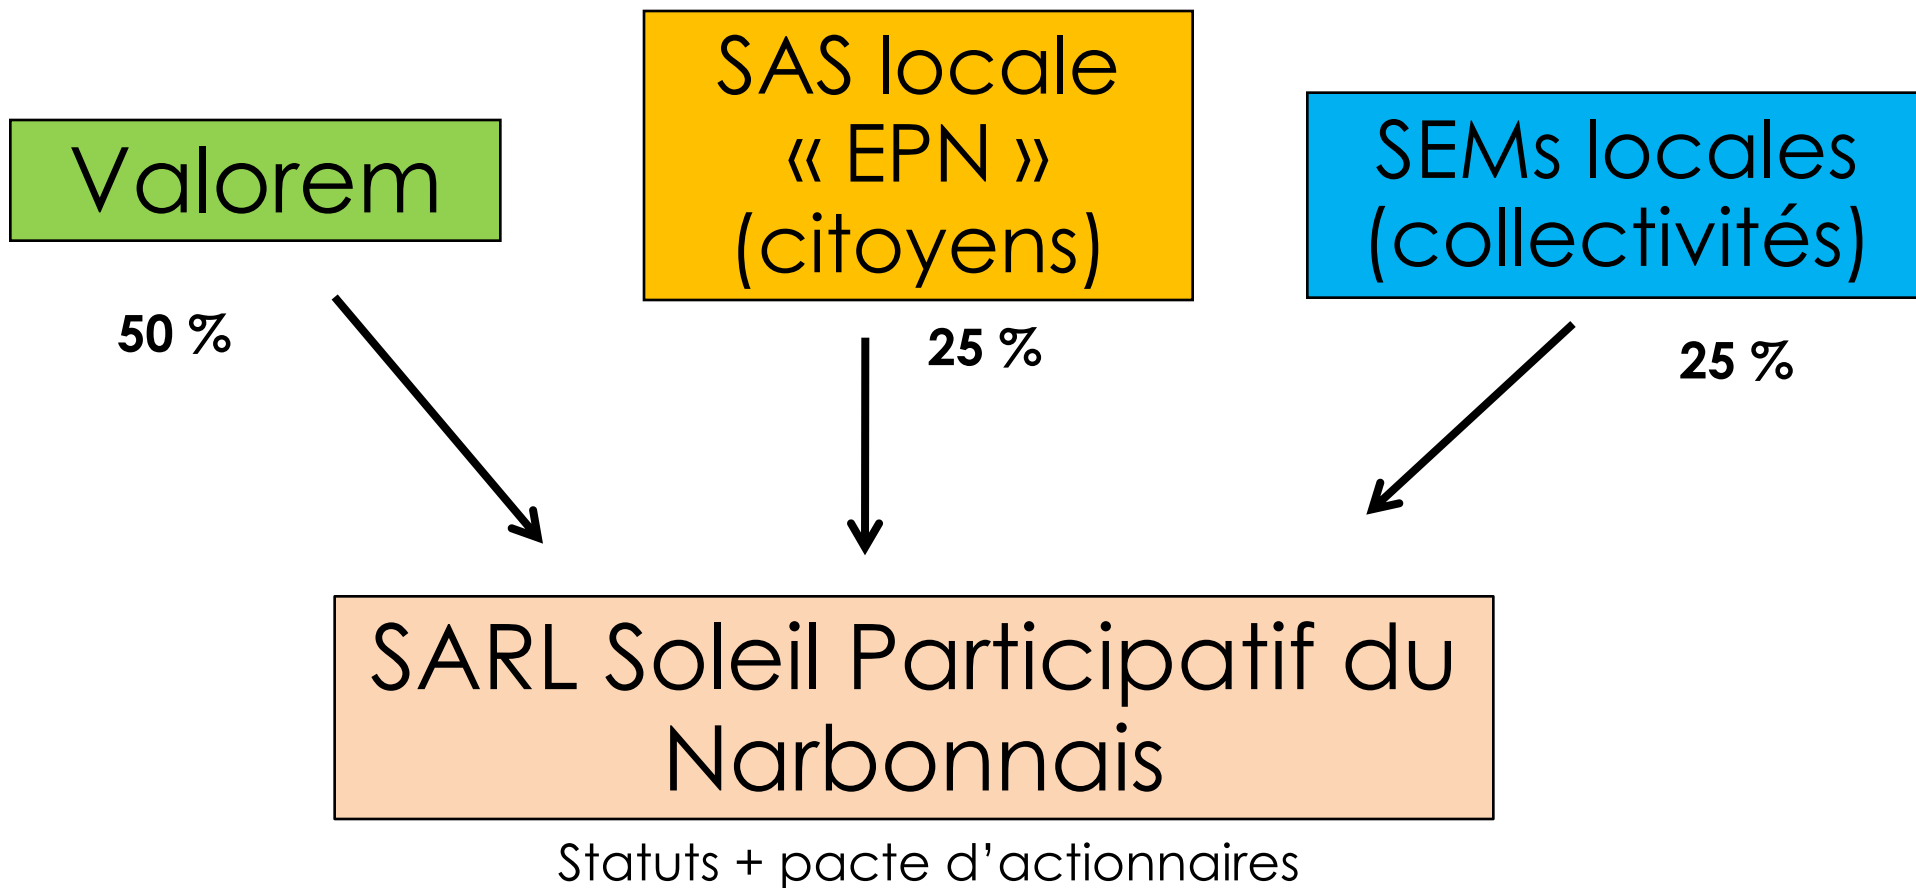 Valorem
50 %
SAS locale
« EPN »
(citoyens)
25 %
SEMs locales
(collectivités)
25 %
SARL Soleil Participatif du
Narbonnais
Statuts + pacte d’actionnaires